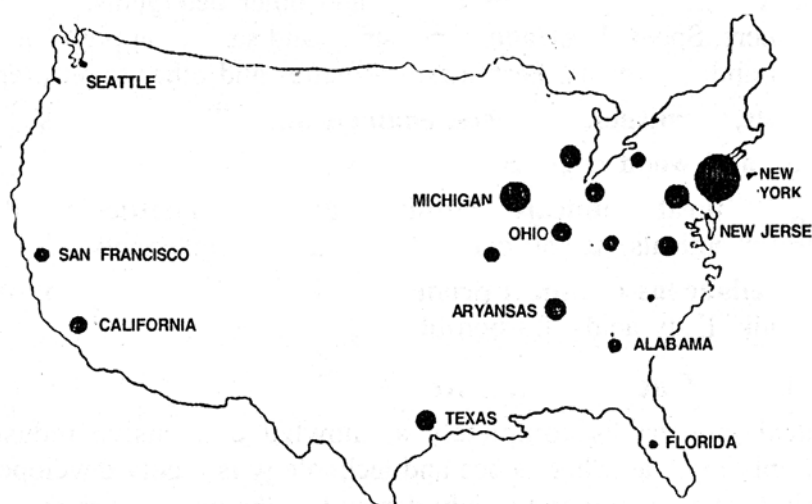 SEATTLE
NEW
YORK
MICHIGAN
OHIO
NEW JERSE
SAN FRANCISCO
ARYANSAS
CALIFORNIA
ALABAMA
TEXAS
FLORIDA